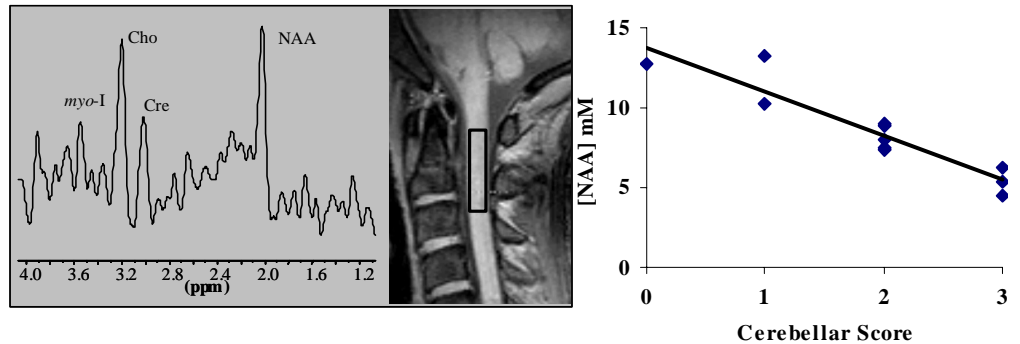 Cho
NAA
myo-I
Cre
4.0 3.6 3.2 2.8 2.4 2.0 1.6 1.2
(ppm)
15
10
5
0
[NAA] mM
0 1 2 3
Cerebellar Score